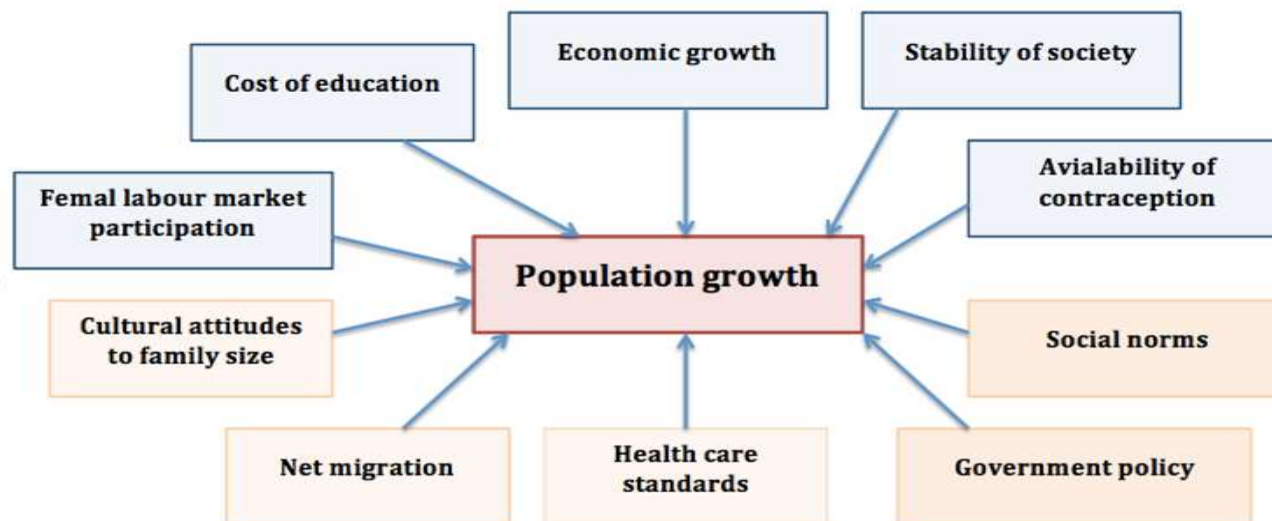 Economic growth
Stability of society
Cost of education
Avialability of
contraception
Femal labour market
participation
Population growth
Cultural attitudes
to family size
Social norms
Net migration
Health care
standards
Government policy